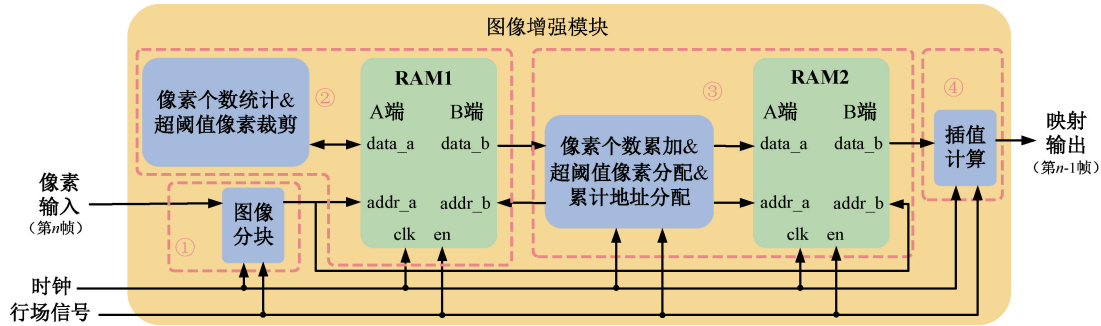 图像增强模块
②
像素个数统计&
超阈值像素裁剪
RAM1
A端 B端
data_a data_b
addr_a addr_b
clk en
③
像素个数累加&
超阈值像素分配&
累计地址分配
RAM2
A端 B端
data_a data_b
addr_a addr_b
clk en
④
插值
计算
映射
输出
(第n-1帧)
像素
输入
(第n帧)
①
图像
分块
时钟
行场信号